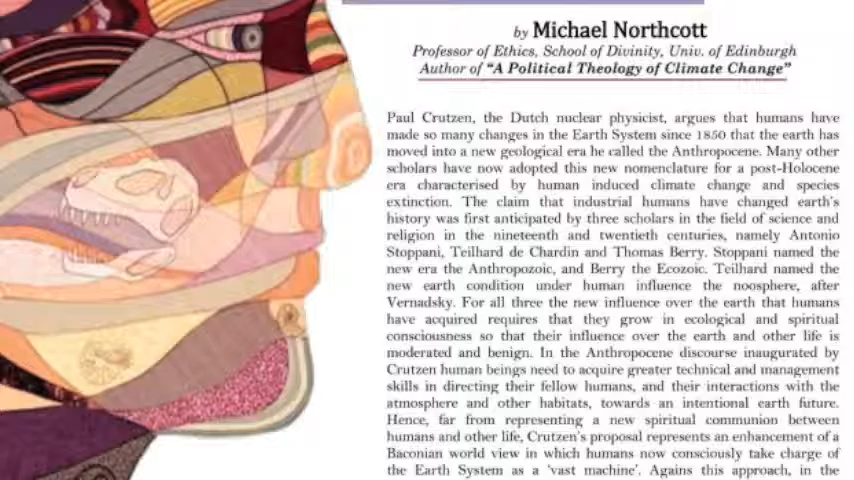 by Michael Northcott
Professor of Ethics, School of Divinity, Univ. of Edinburgh
Author of “A Political Theology of Climate Change”
Paul Crutzen, the Dutch nuclear physicist, argues that humans have
made so many changes in the Earth System since 1850 that the earth has
moved into a new geological era he called the Anthropocene. Many other
scholars have now adopted this new nomenclature for a post-Holocene
era characterised by human induced climate change and species
extinction. The claim that industrial humans have changed earth's
history was first anticipated by three scholars in the field of science and
religion in the nineteenth and twentieth centuries, namely Antonio
Stoppani, Teilhard de Chardin and Thomas Berry. Stoppani named the
new era the Anthropozoic, and Berry the Ecozoic. Teilhard named the
new earth condition under human influence the noosphere, after
Vernadsky. For all three the new influence over the earth that humans
have acquired requires that they grow in ecological and spiritual
consciousness so that their influence over the earth and other life is
moderated and benign. In the Anthropocene discourse inaugurated by
Crutzen human beings need to acquire greater technical and management
skills in directing their fellow humans, and their interactions with the
atmosphere and other habitats, towards an intentional earth future.
Hence, far from representing a new spiritual communion between
humans and other life, Crutzen's proposal represents an enhancement of a
Baconian world view in which humans now consciously take charge of
the Earth System as a ‘vast machine’. Agains this approach, in the